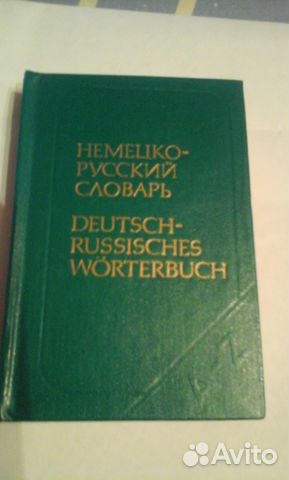 НЕМЕЦКО-
РУССКИЙ
СЛОВАРЬ
DEUTSCH-
RUSSISCHES
WÖRTERBUCH
Avito